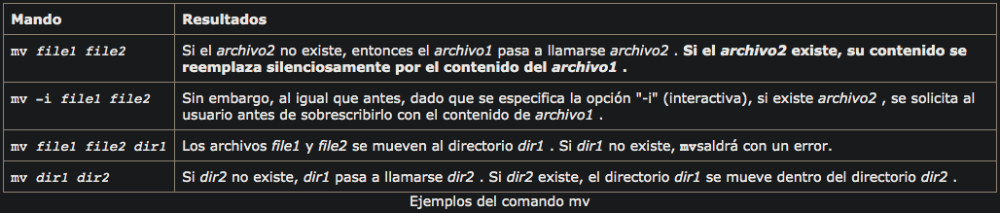 Mando Resultados
mv file1 file2 Si el archivo2 no existe, entonces el archivo1 pasa a llamarse archivo2 . Si el archivo2 existe, su contenido se
reemplaza silenciosamente por el contenido del archivo1 .
mv -i file1 file2 Sin embargo, al igual que antes, dado que se especifica la opción "-i" (interactiva), si existe archivo2 , se solicita al
usuario antes de sobrescribirlo con el contenido de archivo1 .
mv file1 file2 dir1 Los archivos file1 y file2 se mueven al directorio dir1 . Si dir1 no existe, mvsaldrá con un error.
mv dir1 dir2 Si dir2 no existe, dir1 pasa a llamarse dir2 . Si dir2 existe, el directorio dir1 se mueve dentro del directorio dir2 .
Ejemplos del comando mv